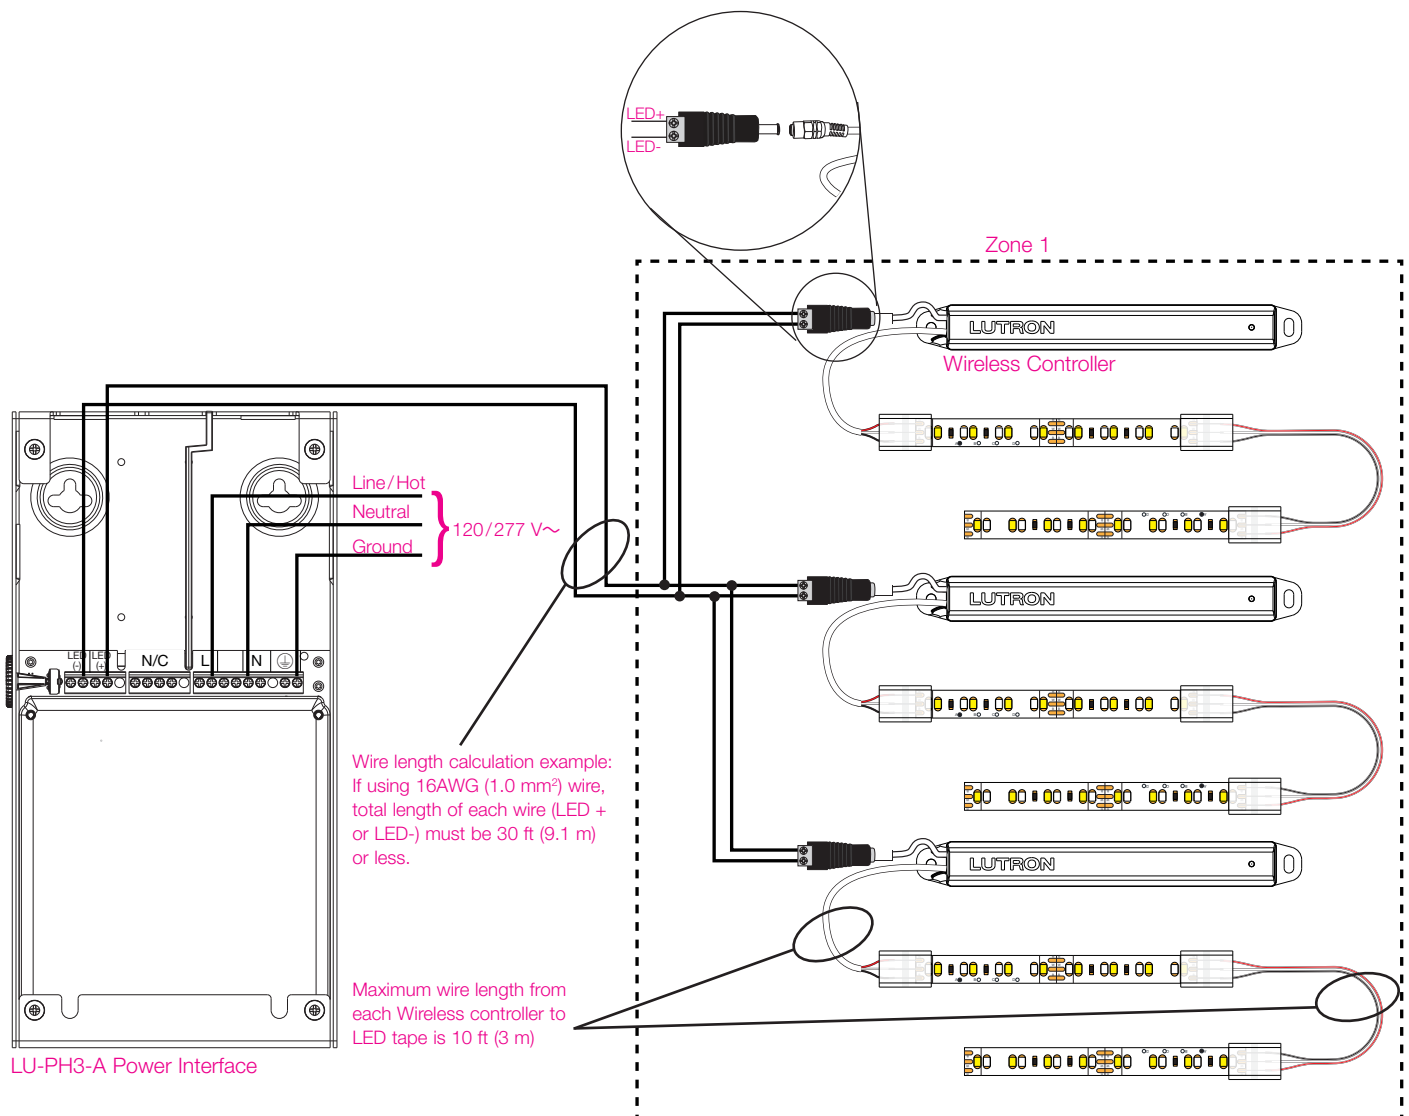 LED+
LED-
Zone 1
LUTRON
Wireless Controller
Line/Hot
Neutral
Ground
120/277 V~
LUTRON
LED
(-)
LED
(+)
N/C
L
N
Wire length calculation example:
If using 16AWG (1.0 mm²) wire,
total length of each wire (LED +
or LED-) must be 30 ft (9.1 m)
or less.
LUTRON
Maximum wire length from
each Wireless controller to
LED tape is 10 ft (3 m)
LU-PH3-A Power Interface